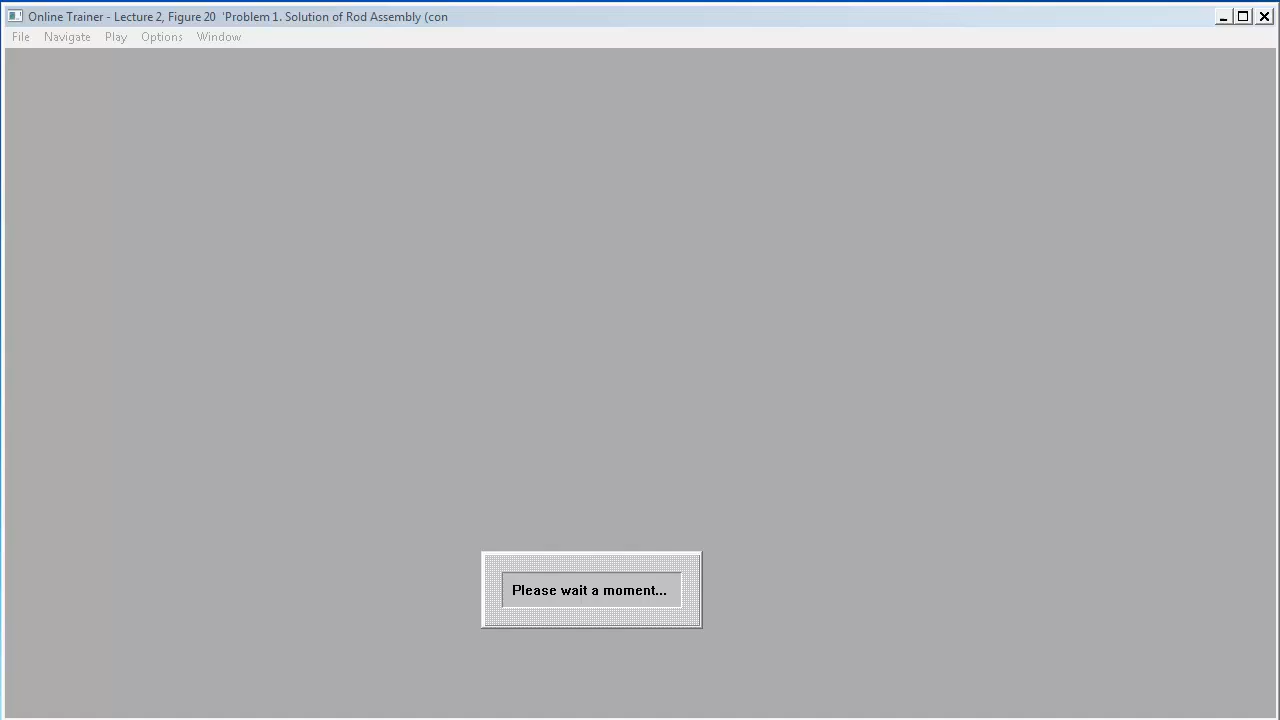 Online Trainer - Lecture 2, Figure 20 'Problem 1. Solution of Rod Assembly (con
File Navigate Play Options Window
Please wait a moment...